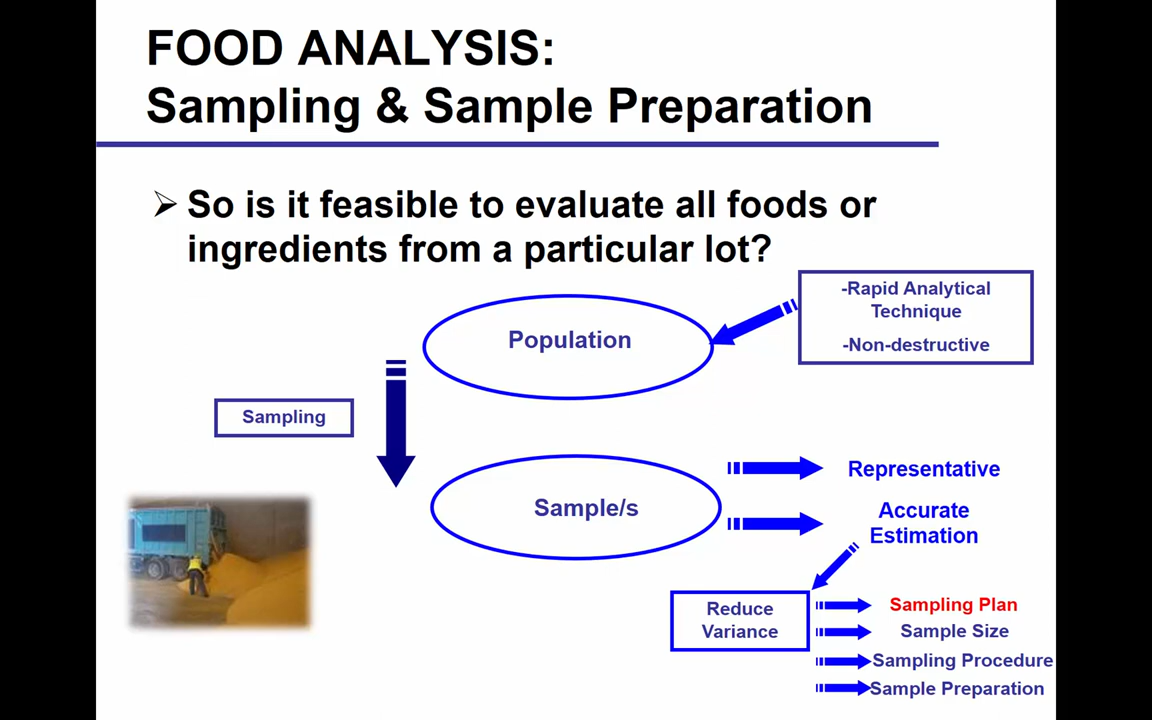 FOOD ANALYSIS:
Sampling & Sample Preparation
So is it feasible to evaluate all foods or
ingredients from a particular lot?
-Rapid Analytical
Technique
-Non-destructive
Population
Sampling
Sample/s
Representative
Accurate
Estimation
Reduce
Variance
Sampling Plan
Sample Size
Sampling Procedure
Sample Preparation